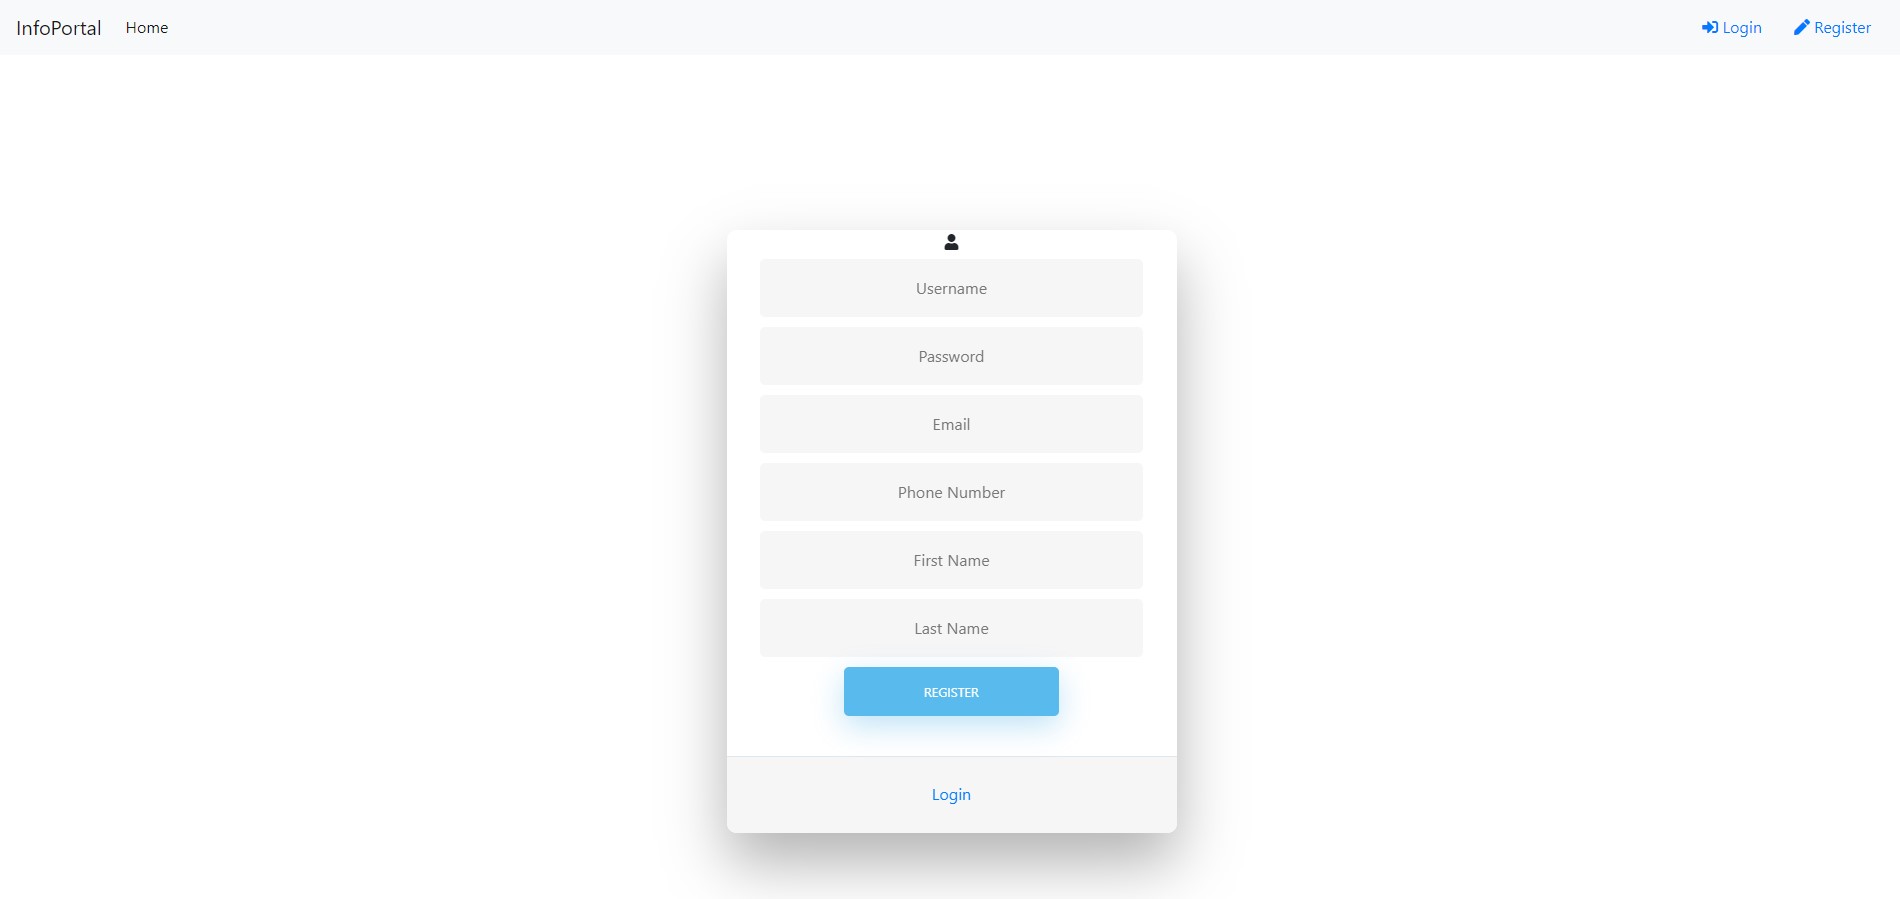 InfoPortal Home Login Register
Username
Password
Email
Phone Number
First Name
Last Name
REGISTER
Login